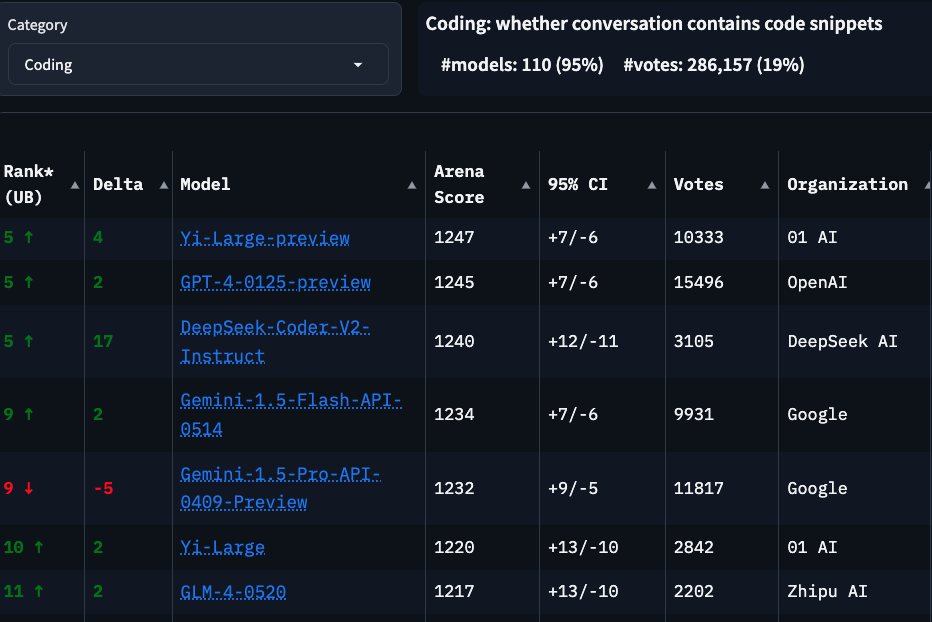 Category
Coding
Coding: whether conversation contains code snippets
#models: 110 (95%) #votes: 286,157 (19%)
Rank* (UB) Delta Model Arena Score 95% CI Votes Organization
5 ↑ 4 Yi-Large-preview 1247 +7/-6 10333 01 AI
5 ↑ 2 GPT-4-0125-preview 1245 +7/-6 15496 OpenAI
5 ↑ 17 DeepSeek-Coder-V2-Instruct 1240 +12/-11 3105 DeepSeek AI
9 ↑ 2 Gemini-1.5-Flash-API-0514 1234 +7/-6 9931 Google
9 ↓ -5 Gemini-1.5-Pro-API-0409-Preview 1232 +9/-5 11817 Google
10 ↑ 2 Yi-Large 1220 +13/-10 2842 01 AI
11 ↑ 2 GLM-4-0520 1217 +13/-10 2202 Zhipu AI